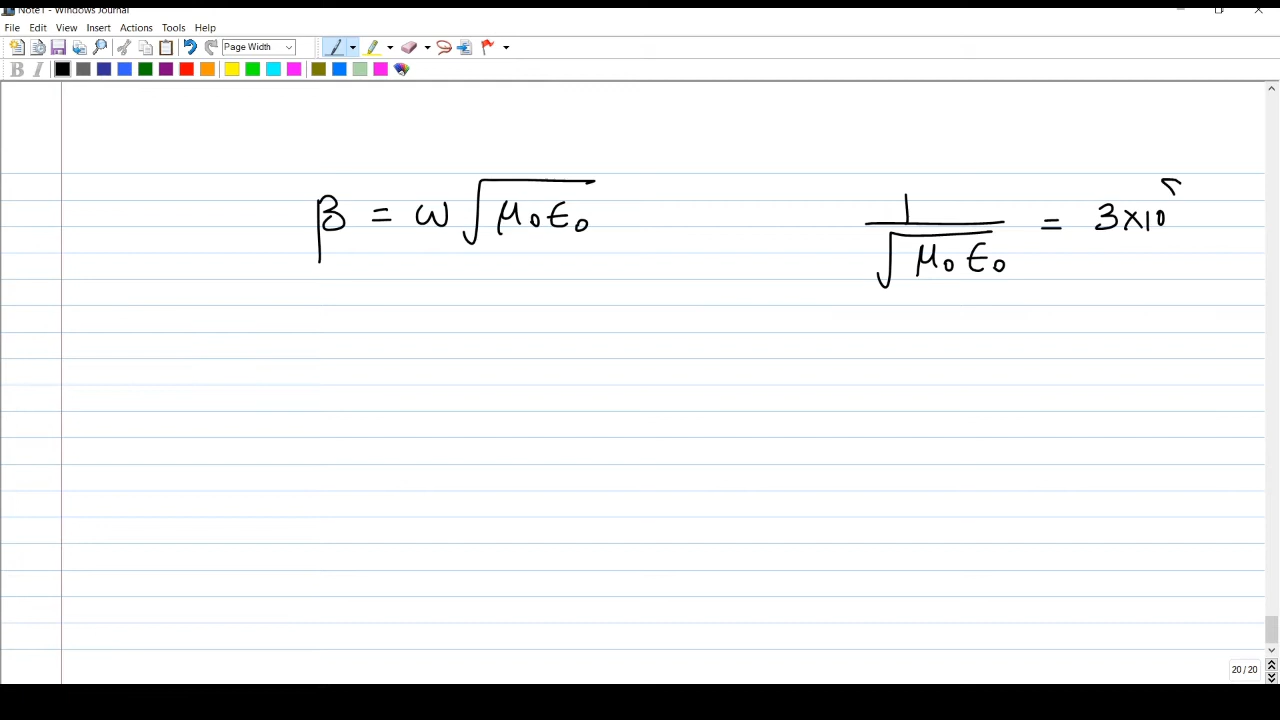 Note1 - Windows Journal
File Edit View Insert Actions Tools Help
Page Width
B I
β = ω√μ₀ε₀
1/√μ₀ε₀ = 3×10
20 / 20